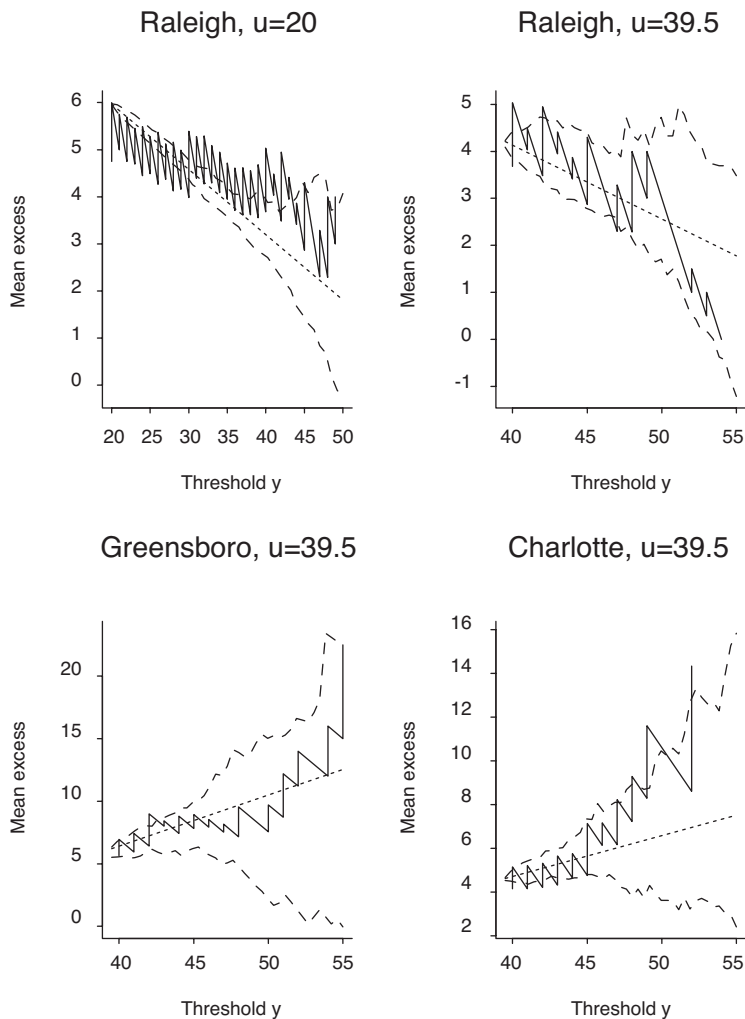 Raleigh, u=20
Mean excess
6
5
4
3
2
1
0
20 25 30 35 40 45 50
Threshold y
Raleigh, u=39.5
Mean excess
5
4
3
2
1
0
-1
40 45 50 55
Threshold y
Greensboro, u=39.5
Mean excess
20
15
10
5
0
40 45 50 55
Threshold y
Charlotte, u=39.5
Mean excess
16
14
12
10
8
6
4
2
40 45 50 55
Threshold y